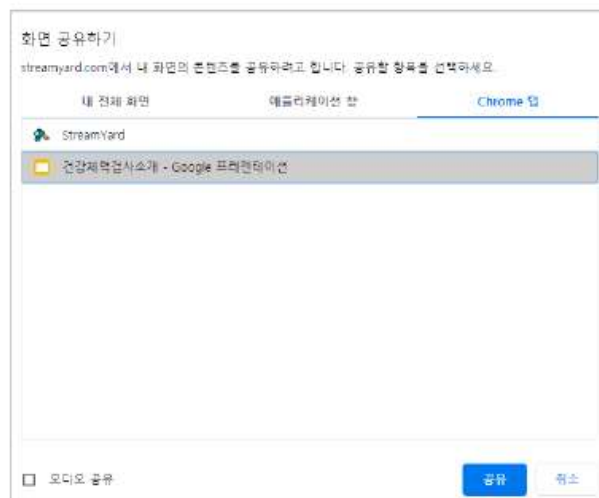 화면 공유하기
streamyard.com에서 내 화면의 콘텐츠를 공유하려고 합니다. 공유할 항목을 선택하세요.
내 전체 화면
애플리케이션 창
Chrome 탭
StreamYard
건강체력검사소개 - Google 프레젠테이션
오디오 공유
공유
취소